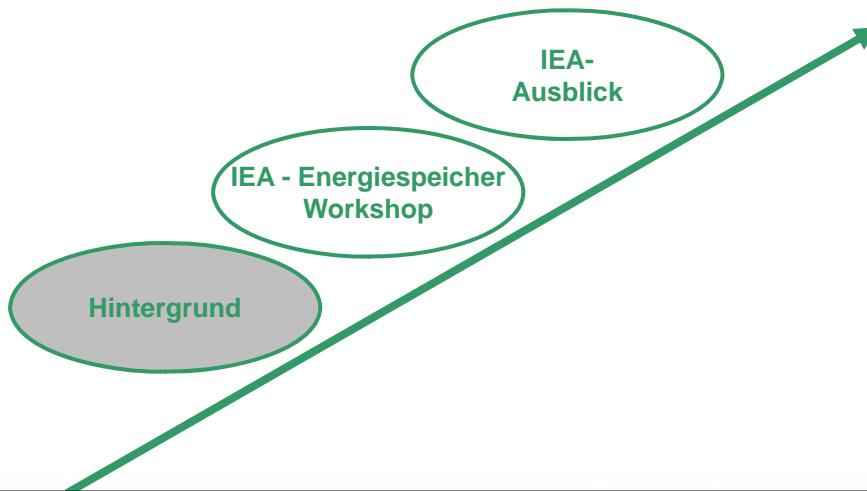 IEA-
Ausblick
IEA - Energiespeicher
Workshop
Hintergrund